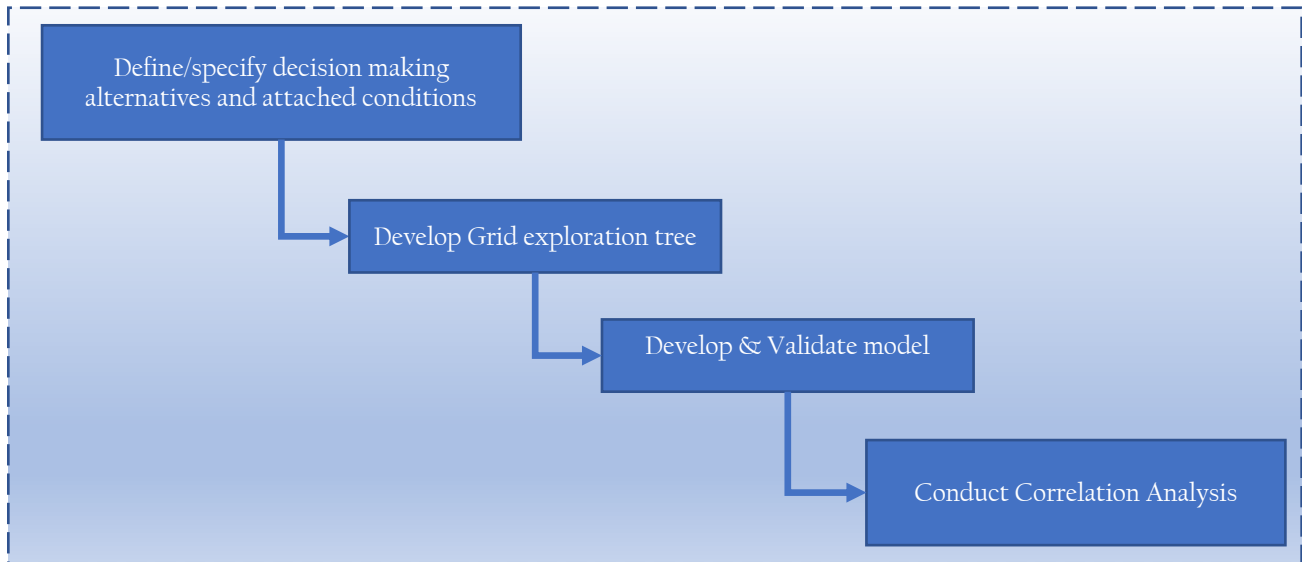 Define/specify decision making
alternatives and attached conditions
Develop Grid exploration tree
Develop & Validate model
Conduct Correlation Analysis